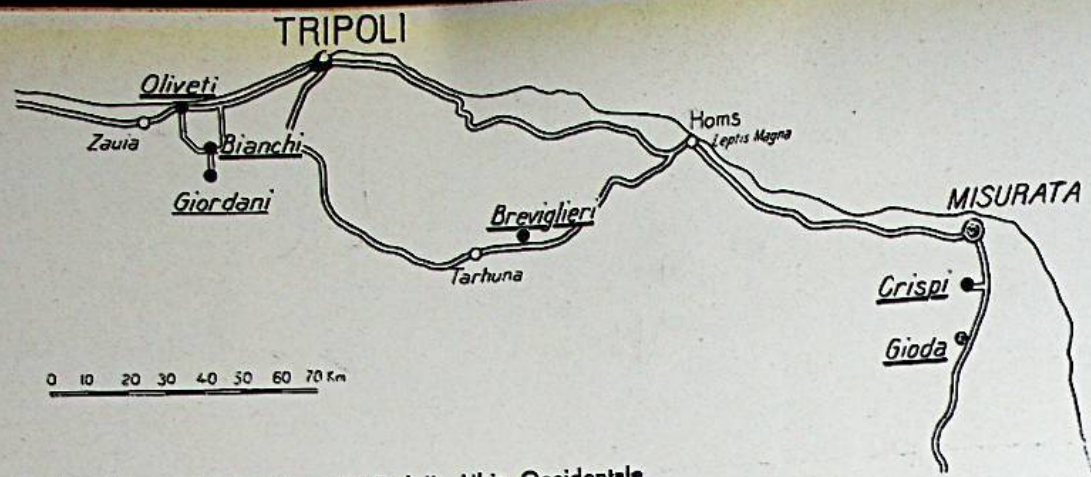 TRIPOLI
Oliveti
Zauia
Bianchi
Giordani
Homs
Leptis Magna
Breviglieri
Tarhuna
MISURATA
Crispi
Gioda
0 10 20 30 40 50 60 70 Km
Occidentale